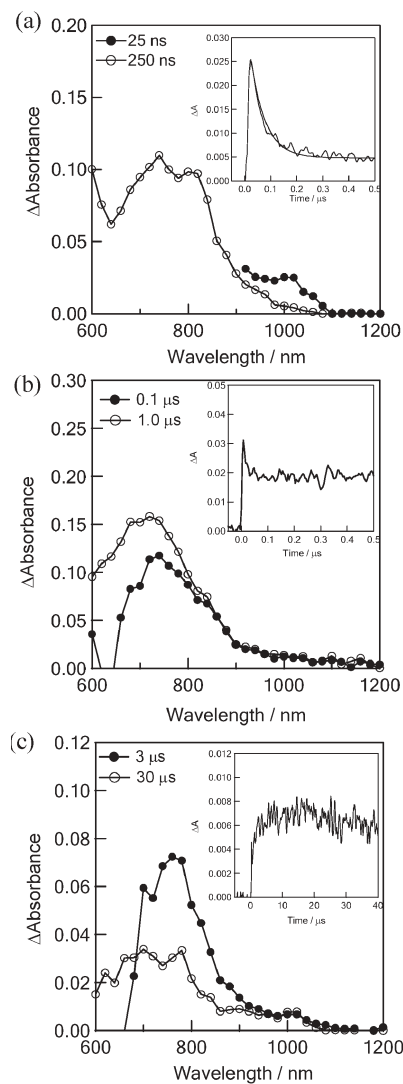 (a)
25 ns
250 ns
0.20
0.15
0.10
0.05
0.00
ΔAbsorbance
600 800 1000 1200
Wavelength / nm
0.030
0.025
0.020
0.015
0.010
0.005
0.000
ΔA
0.0 0.1 0.2 0.3 0.4 0.5
Time / μs
(b)
0.1 μs
1.0 μs
0.30
0.25
0.20
0.15
0.10
0.05
0.00
ΔAbsorbance
600 800 1000 1200
Wavelength / nm
0.05
0.04
0.03
0.02
0.01
0.00
ΔA
0.0 0.1 0.2 0.3 0.4 0.5
Time / μs
(c)
3 μs
30 μs
0.12
0.10
0.08
0.06
0.04
0.02
0.00
ΔAbsorbance
600 800 1000 1200
Wavelength / nm
0.012
0.010
0.008
0.006
0.004
0.002
0.000
ΔA
0 10 20 30 40
Time / μs